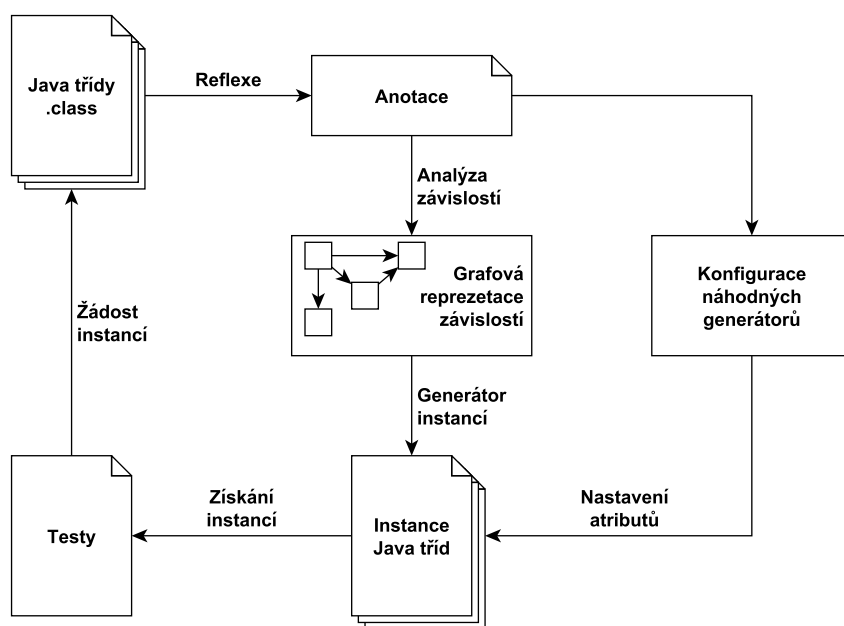 Java třídy
.class
Reflexe
Anotace
Analýza
závislostí
Grafová
reprezetace
závislostí
Konfigurace
náhodných
generátorů
Žádost
instancí
Generátor
instancí
Testy
Získání
instancí
Instance
Java tříd
Nastavení
atributů